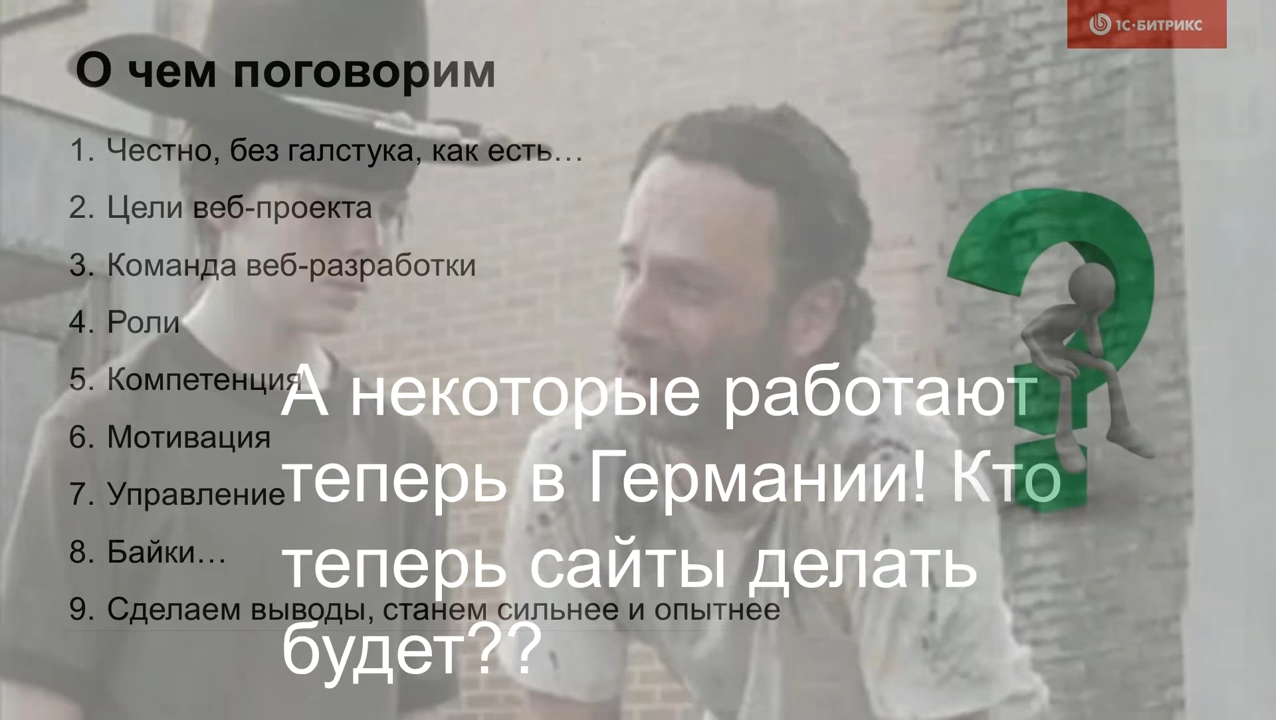 1С·БИТРИКС
О чем поговорим
1. Честно, без галстука, как есть…
2. Цели веб-проекта
3. Команда веб-разработки
4. Роли
5. Компетенция
6. Мотивация
7. Управление
8. Байки…
9. Сделаем выводы, станем сильнее и опытнее
А некоторые работают
теперь в Германии! Кто
теперь сайты делать
будет??